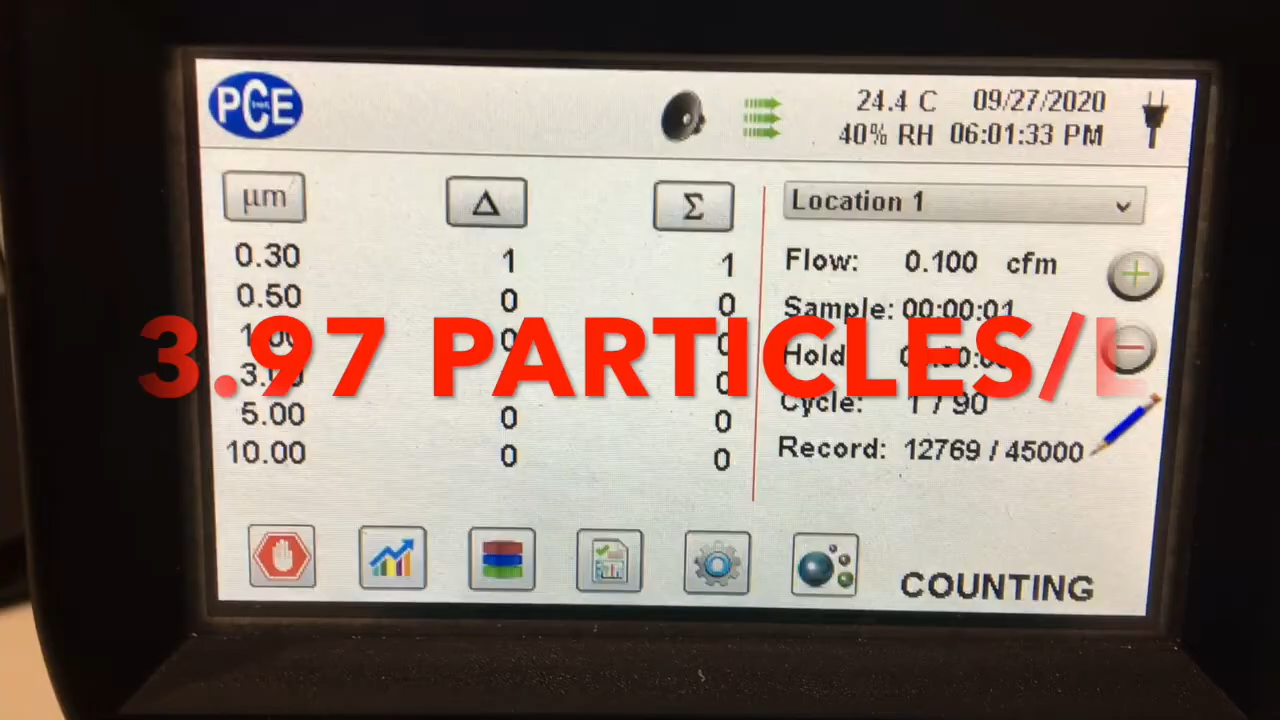 PCE
24.4 C 09/27/2020
40% RH 06:01:33 PM
µm Δ Σ Location 1
0.30 1 1 Flow: 0.100 cfm
0.50 0 0 Sample: 00:00:01
3.97 PARTICLES/L
5.00 0 0 Cycle: 1 / 90
10.00 0 0 Record: 12769 / 45000
COUNTING